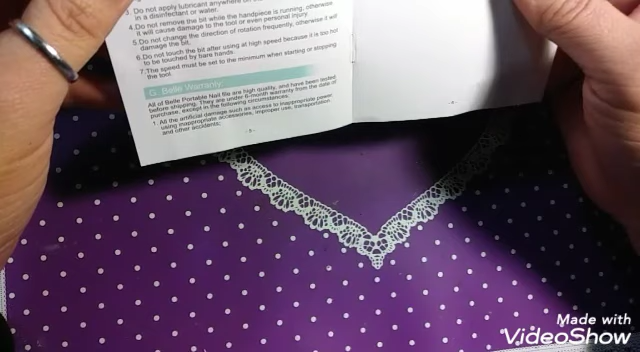 3. Do not apply lubricant anywhere on
in a disinfectant or water.
4.Do not remove the bit while the handpiece is running, otherwise
it will cause damage to the tool or even personal injury
5.Do not change the direction of rotation frequently, otherwise it will
damage the bit.
6.Do not touch the bit after using at high speed because it is too hot
to be touched by bare hands.
7.The speed must be set to the minimum when starting or stopping
the tool.
G. Belle Warranty:
All of Belle Portable Nail file are high quality, and have been tested
before shipping. They are under 6-month warranty from the date of
purchase, except in the following circumstances:
1. All the artificial damage such as access to inappropriate power,
using inappropriate accessories, improper use, transportation,
and other accidents;
Made with
VideoShow